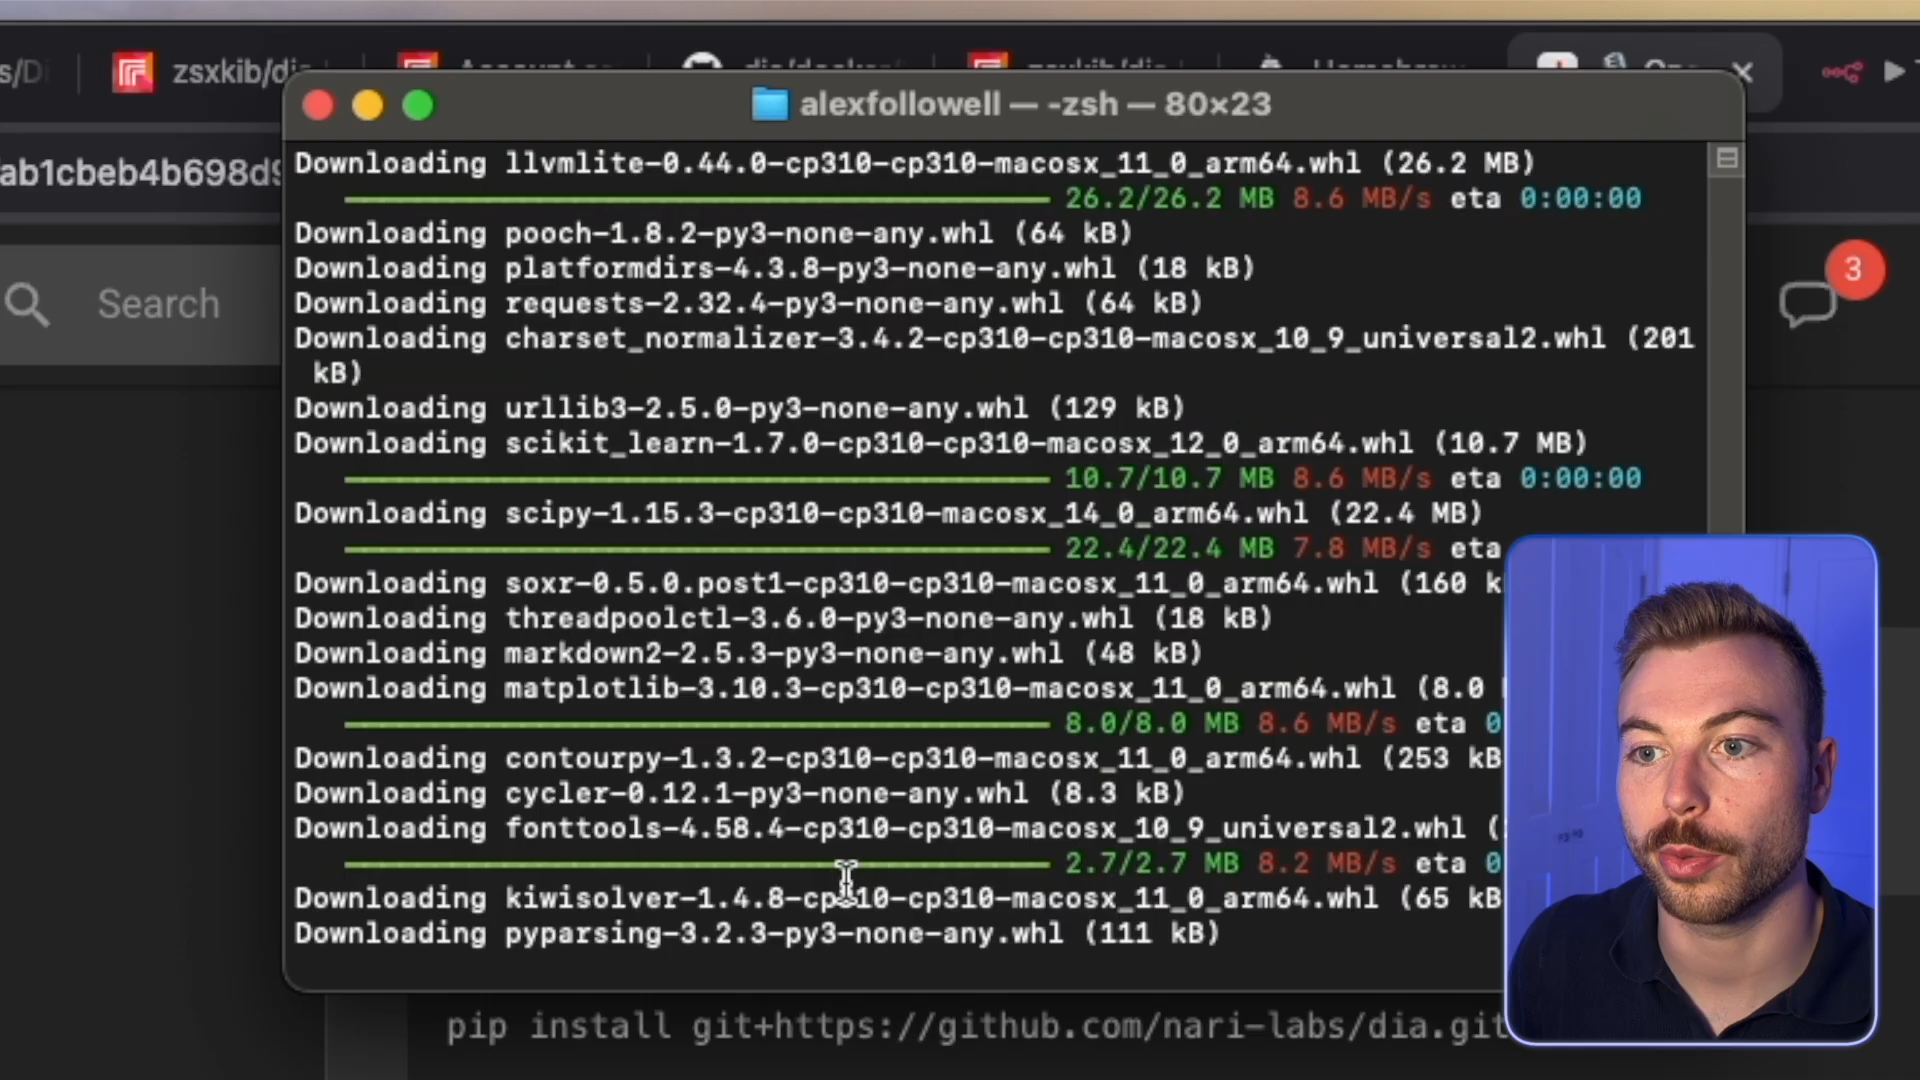 zsxkib/dia
alexfollowell — -zsh — 80×23
ab1cbeb4b698d9
Search
3
Downloading llvmlite-0.44.0-cp310-cp310-macosx_11_0_arm64.whl (26.2 MB)
26.2/26.2 MB 8.6 MB/s eta 0:00:00
Downloading pooch-1.8.2-py3-none-any.whl (64 kB)
Downloading platformdirs-4.3.8-py3-none-any.whl (18 kB)
Downloading requests-2.32.4-py3-none-any.whl (64 kB)
Downloading charset_normalizer-3.4.2-cp310-cp310-macosx_10_9_universal2.whl (201
kB)
Downloading urllib3-2.5.0-py3-none-any.whl (129 kB)
Downloading scikit_learn-1.7.0-cp310-cp310-macosx_12_0_arm64.whl (10.7 MB)
10.7/10.7 MB 8.6 MB/s eta 0:00:00
Downloading scipy-1.15.3-cp310-cp310-macosx_14_0_arm64.whl (22.4 MB)
22.4/22.4 MB 7.8 MB/s eta
Downloading soxr-0.5.0.post1-cp310-cp310-macosx_11_0_arm64.whl (160 k
Downloading threadpoolctl-3.6.0-py3-none-any.whl (18 kB)
Downloading markdown2-2.5.3-py3-none-any.whl (48 kB)
Downloading matplotlib-3.10.3-cp310-cp310-macosx_11_0_arm64.whl (8.0
8.0/8.0 MB 8.6 MB/s eta 0
Downloading contourpy-1.3.2-cp310-cp310-macosx_11_0_arm64.whl (253 kB
Downloading cycler-0.12.1-py3-none-any.whl (8.3 kB)
Downloading fonttools-4.58.4-cp310-cp310-macosx_10_9_universal2.whl (
2.7/2.7 MB 8.2 MB/s eta 0
Downloading kiwisolver-1.4.8-cp310-cp310-macosx_11_0_arm64.whl (65 kB
Downloading pyparsing-3.2.3-py3-none-any.whl (111 kB)
pip install git+https://github.com/nari-labs/dia.git